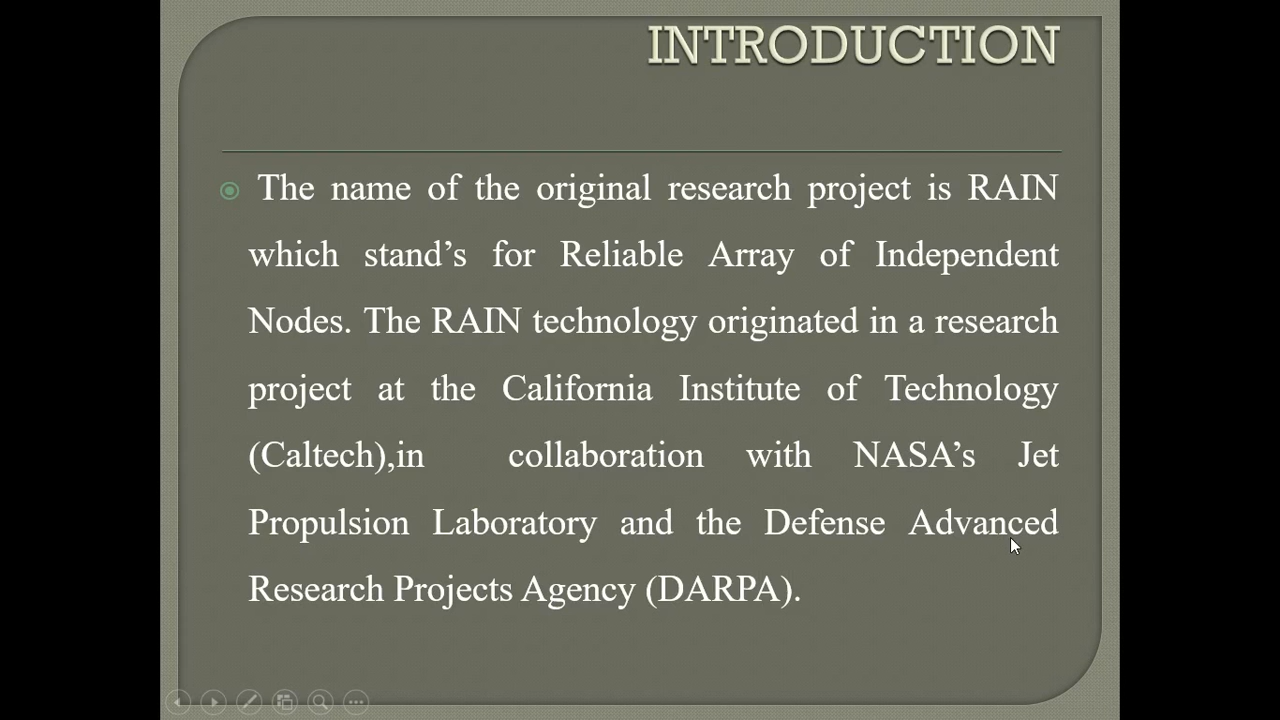 INTRODUCTION
The name of the original research project is RAIN
which stand’s for Reliable Array of Independent
Nodes. The RAIN technology originated in a research
project at the California Institute of Technology
(Caltech),in collaboration with NASA’s Jet
Propulsion Laboratory and the Defense Advanced
Research Projects Agency (DARPA).